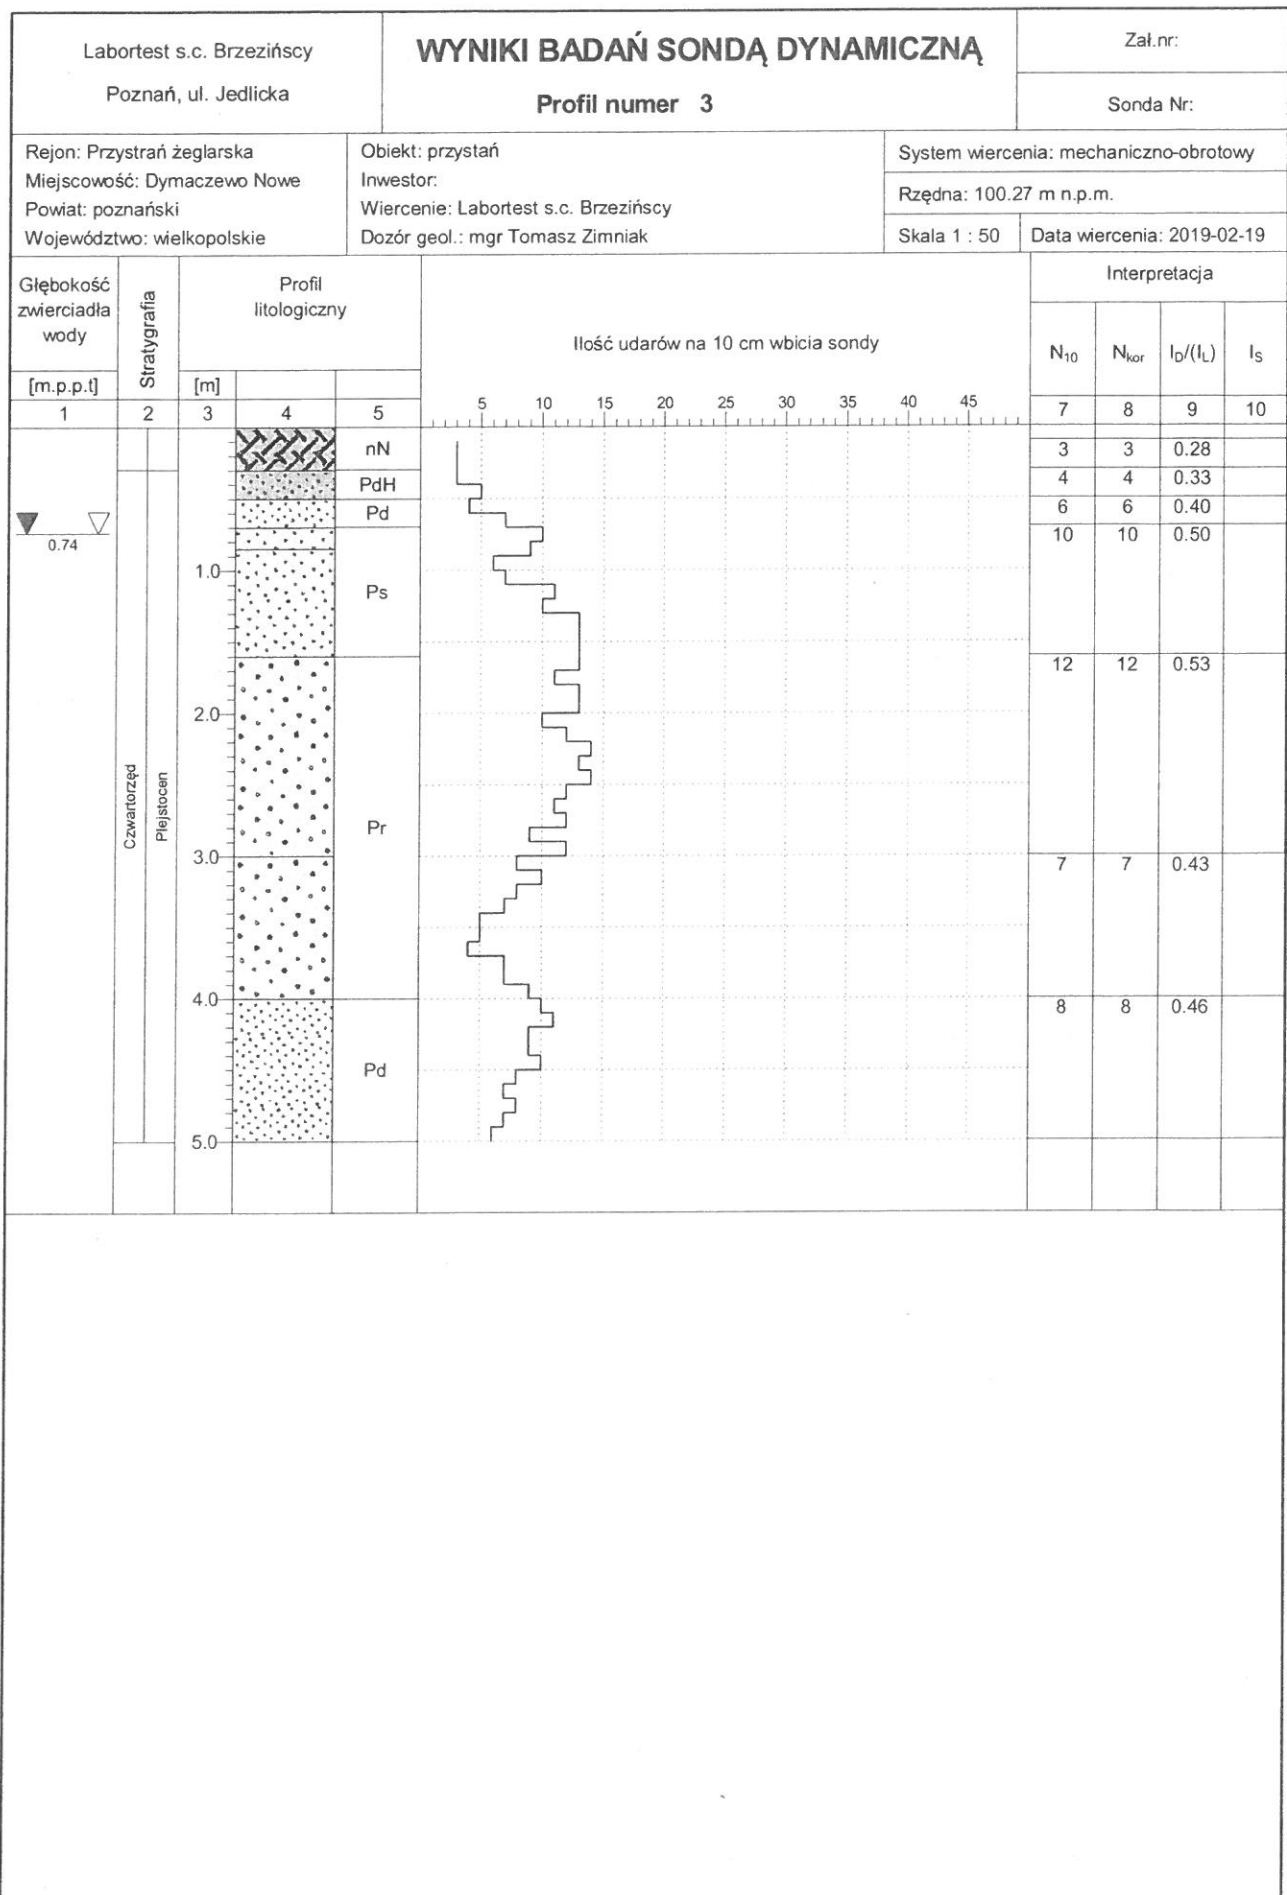 Labortest s.c. Brzezińscy
Poznań, ul. Jedlicka
WYNIKI BADAŃ SONDĄ DYNAMICZNĄ
Profil numer 3
Zał.nr:
Sonda Nr:
Rejon: Przystrań żeglarska
Miejscowość: Dymaczewo Nowe
Powiat: poznański
Województwo: wielkopolskie
Obiekt: przystań
Inwestor:
Wiercenie: Labortest s.c. Brzezińscy
Dozór geol.: mgr Tomasz Zimniak
System wiercenia: mechaniczno-obrotowy
Rzędna: 100.27 m n.p.m.
Skala 1 : 50 Data wiercenia: 2019-02-19
Głębokość
zwierciadła
wody
[m.p.p.t]
Stratygrafia
Profil
litologiczny
[m]
Ilość udarów na 10 cm wbicia sondy
Interpretacja
N10 Nkor ID/(IL) IS
1 2 3 4 5
5 10 15 20 25 30 35 40 45
7 8 9 10
nN
PdH
Pd
Ps
Pr
Pd
0.74
Czwartorzęd
Plejstocen
1.0
2.0
3.0
4.0
5.0
3 3 0.28
4 4 0.33
6 6 0.40
10 10 0.50
12 12 0.53
7 7 0.43
8 8 0.46